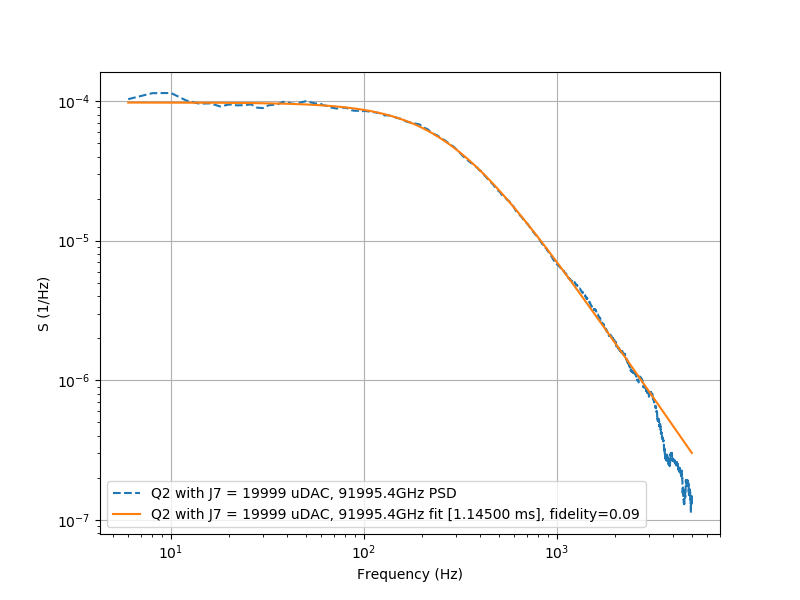 10⁻⁴
10⁻⁵
10⁻⁶
10⁻⁷
S (1/Hz)
Q2 with J7 = 19999 uDAC, 91995.4GHz PSD
Q2 with J7 = 19999 uDAC, 91995.4GHz fit [1.14500 ms], fidelity=0.09
10¹ 10² 10³
Frequency (Hz)